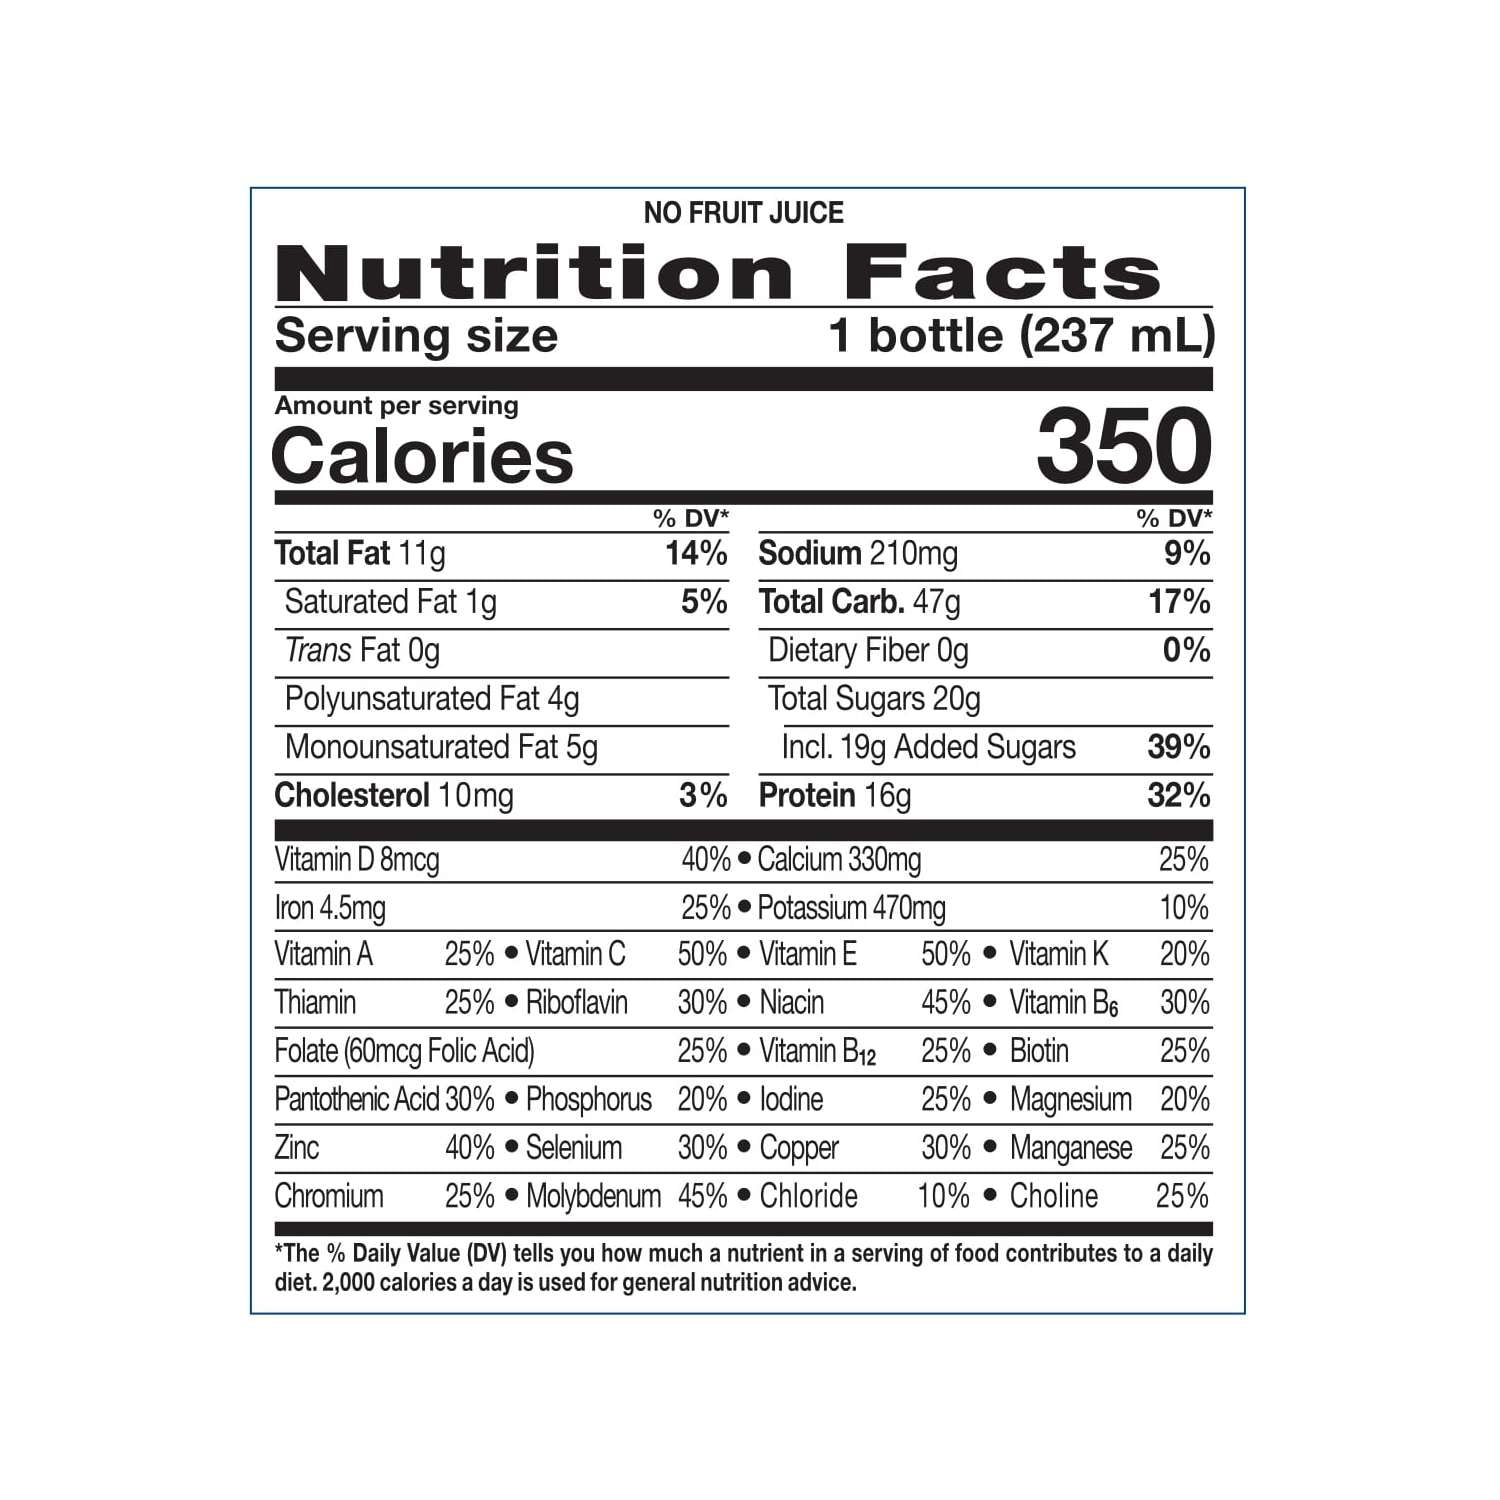 NO FRUIT JUICE
Nutrition Facts
Serving size 1 bottle (237 mL)
Amount per serving
Calories 350
% DV* % DV*
Total Fat 11g 14% Sodium 210mg 9%
Saturated Fat 1g 5% Total Carb. 47g 17%
Trans Fat 0g Dietary Fiber 0g 0%
Polyunsaturated Fat 4g Total Sugars 20g
Monounsaturated Fat 5g Incl. 19g Added Sugars 39%
Cholesterol 10mg 3% Protein 16g 32%
Vitamin D 8mcg 40% • Calcium 330mg 25%
Iron 4.5mg 25% • Potassium 470mg 10%
Vitamin A 25% • Vitamin C 50% • Vitamin E 50% • Vitamin K 20%
Thiamin 25% • Riboflavin 30% • Niacin 45% • Vitamin B6 30%
Folate (60mcg Folic Acid) 25% • Vitamin B12 25% • Biotin 25%
Pantothenic Acid 30% • Phosphorus 20% • Iodine 25% • Magnesium 20%
Zinc 40% • Selenium 30% • Copper 30% • Manganese 25%
Chromium 25% • Molybdenum 45% • Chloride 10% • Choline 25%
*The % Daily Value (DV) tells you how much a nutrient in a serving of food contributes to a daily
diet. 2,000 calories a day is used for general nutrition advice.